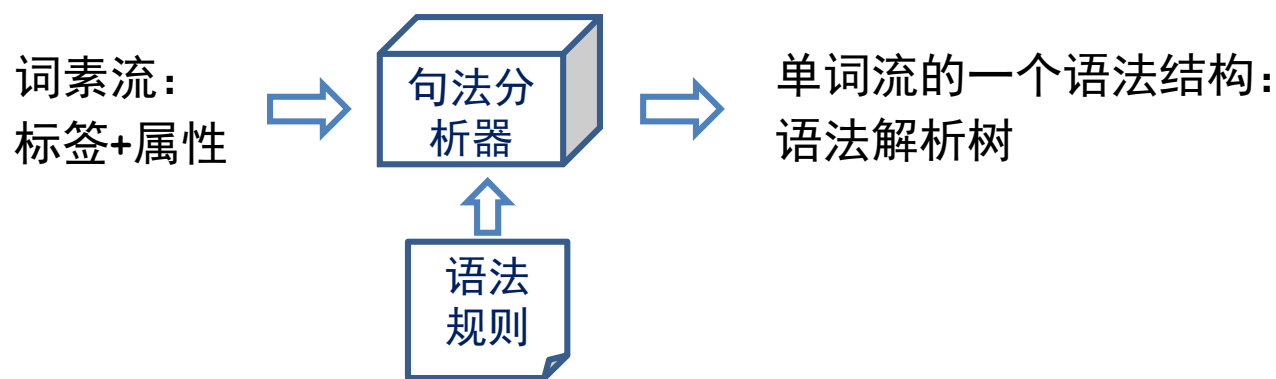 词素流：
标签+属性
句法分
析器
单词流的一个语法结构：
语法解析树
语法
规则